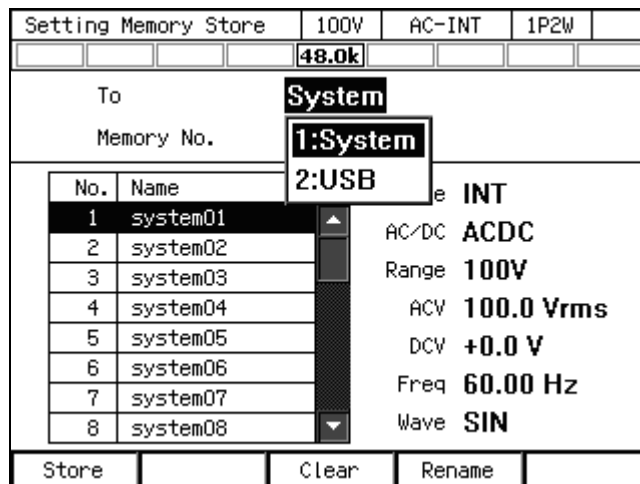 Setting Memory Store 100V AC-INT 1P2W
48.0k
To System
Memory No. 1:System
2:USB
No. Name e INT
1 system01 AC/DC ACDC
2 system02
3 system03 Range 100V
4 system04 ACV 100.0 Vrms
5 system05 DCV +0.0 V
6 system06 Freq 60.00 Hz
7 system07
8 system08 Wave SIN
Store Clear Rename